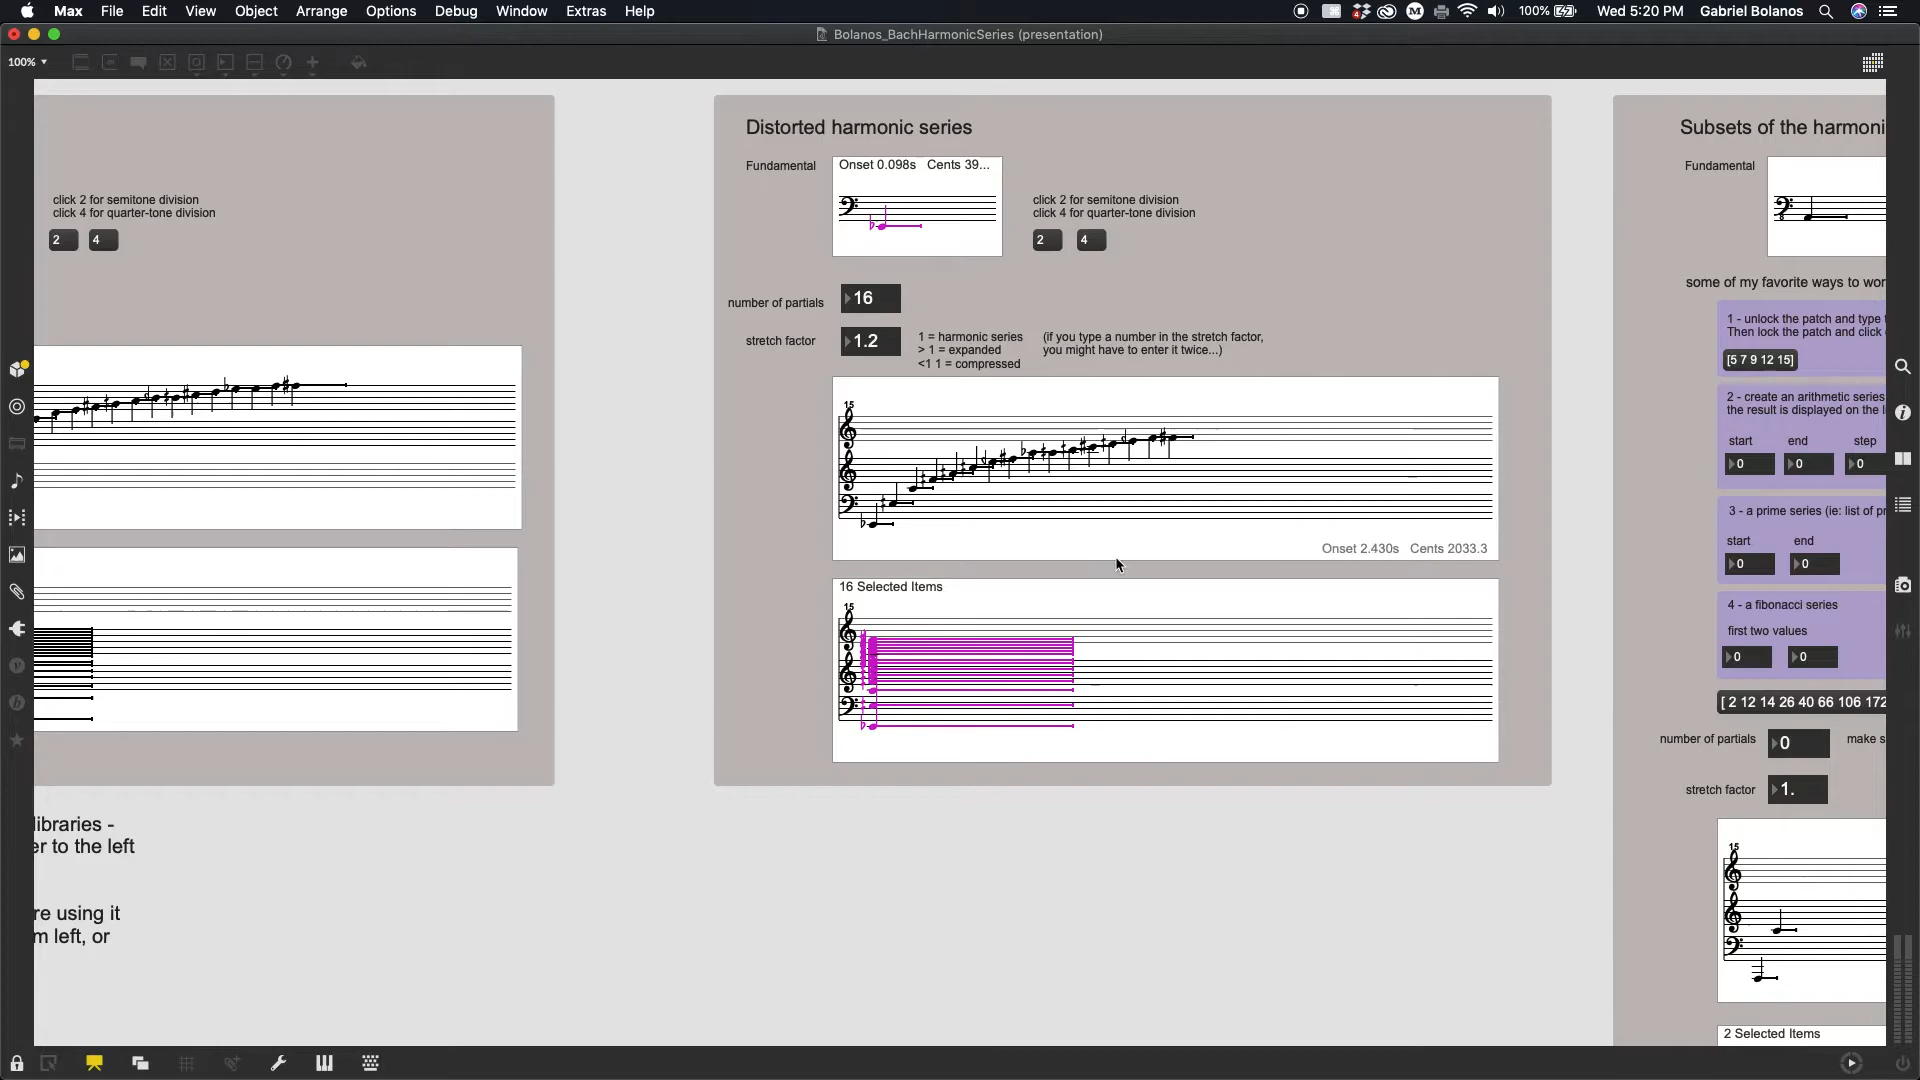 Max File Edit View Object Arrange Options Debug Window Extras Help
100% Wed 5:20 PM Gabriel Bolanos
Bolanos_BachHarmonicSeries (presentation)
100%
click 2 for semitone division
click 4 for quarter-tone division
2 4
libraries -
er to the left
re using it
m left, or
Distorted harmonic series
Fundamental
Onset 0.098s Cents 39...
click 2 for semitone division
click 4 for quarter-tone division
2 4
number of partials
16
stretch factor
1.2
1 = harmonic series
> 1 = expanded
<1 1 = compressed
(if you type a number in the stretch factor,
you might have to enter it twice...)
15
Onset 2.430s Cents 2033.3
16 Selected Items
15
Subsets of the harmoni
Fundamental
8
some of my favorite ways to wor
1 - unlock the patch and type
Then lock the patch and click
[5 7 9 12 15]
2 - create an arithmetic series
the result is displayed on the l
start end step
0 0 0
3 - a prime series (ie: list of pr
start end
0 0
4 - a fibonacci series
first two values
0 0
[ 2 12 14 26 40 66 106 172
number of partials
0
make s
stretch factor
1.
15
2 Selected Items